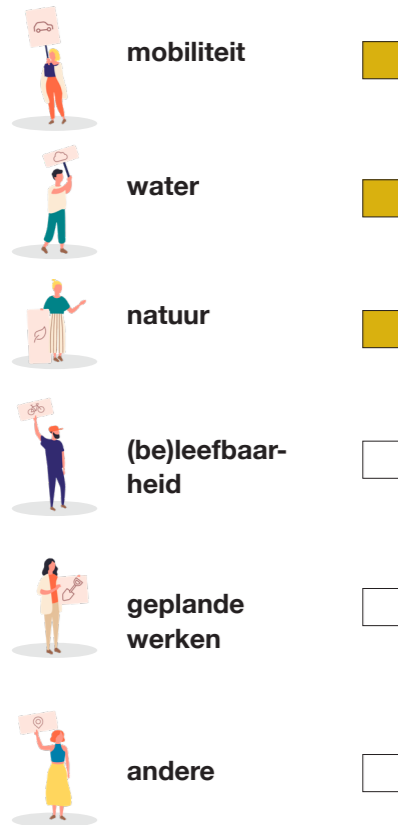 mobiliteit
water
natuur
(be)leefbaar-
heid
geplande
werken
andere